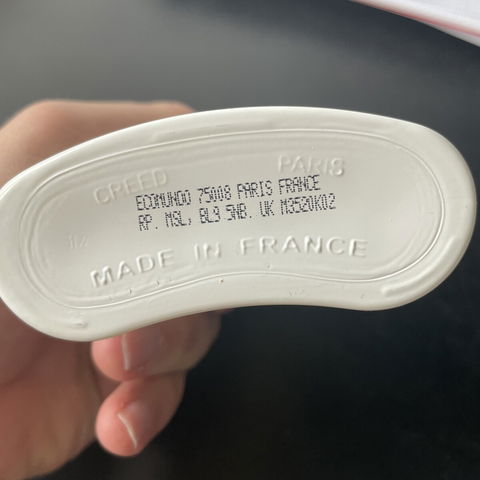 CREED PARIS
ECOMUNDO 75008 PARIS FRANCE
RP. MSL, BL9 5NB. UK M3520K02
MADE IN FRANCE